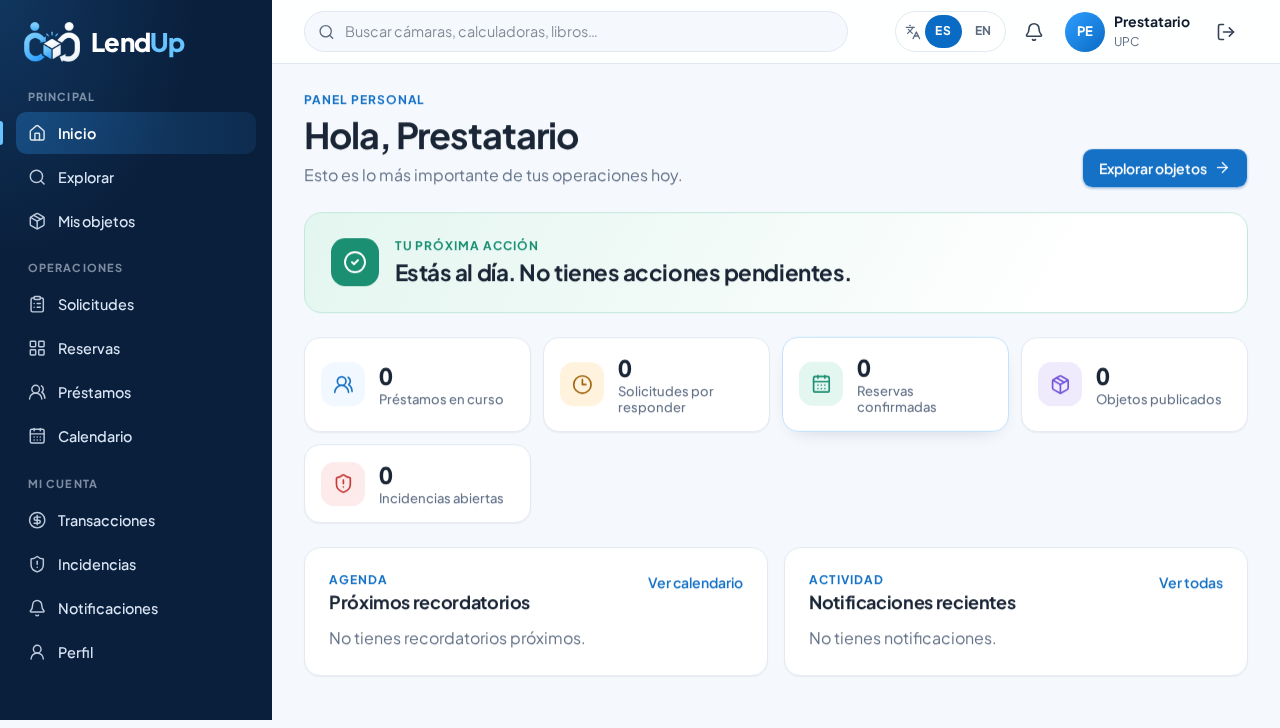 LendUp
PRINCIPAL
Inicio
Explorar
Mis objetos
OPERACIONES
Solicitudes
Reservas
Préstamos
Calendario
MI CUENTA
Transacciones
Incidencias
Notificaciones
Perfil
Buscar cámaras, calculadoras, libros...
ES
EN
PE
Prestatario
UPC
PANEL PERSONAL
Hola, Prestatario
Esto es lo más importante de tus operaciones hoy.
Explorar objetos
TU PRÓXIMA ACCIÓN
Estás al día. No tienes acciones pendientes.
0
Préstamos en curso
0
Solicitudes por
responder
0
Reservas
confirmadas
0
Objetos publicados
0
Incidencias abiertas
AGENDA
Próximos recordatorios
Ver calendario
No tienes recordatorios próximos.
ACTIVIDAD
Notificaciones recientes
Ver todas
No tienes notificaciones.